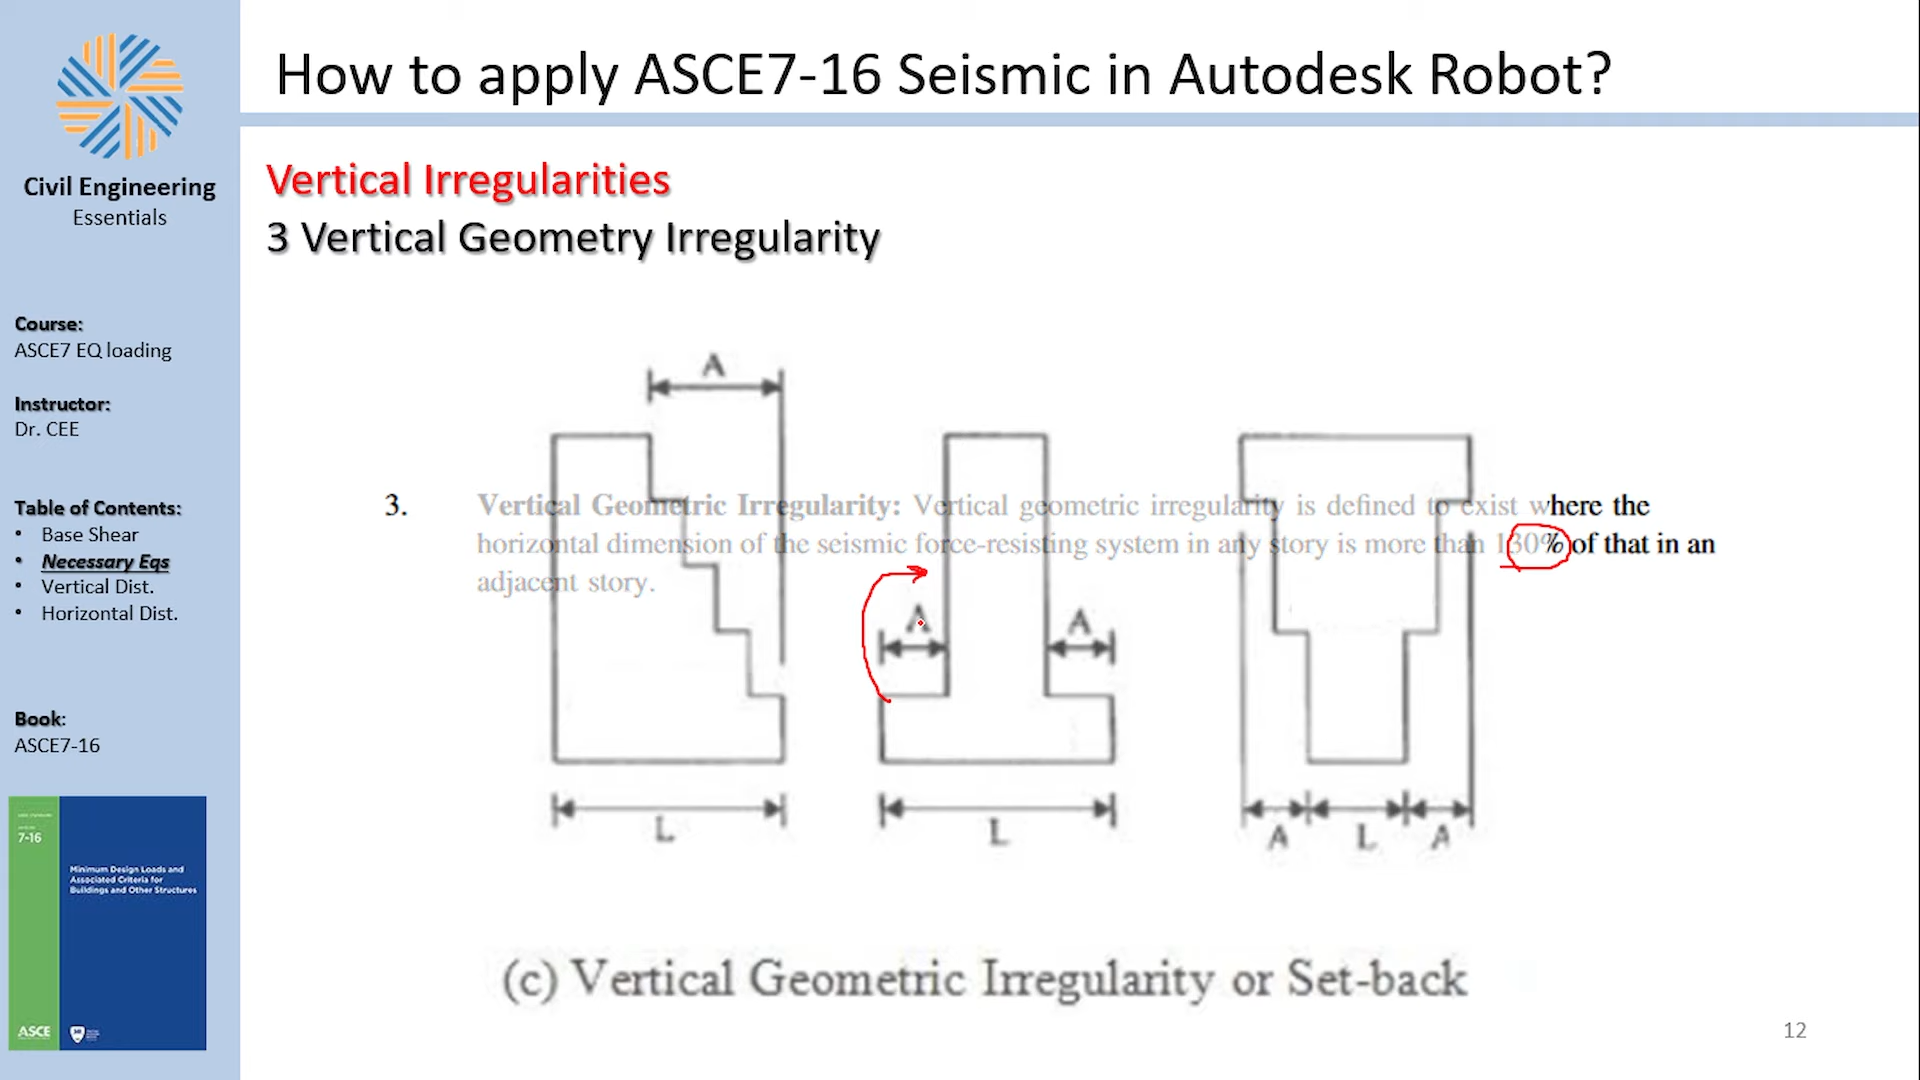 How to apply ASCE7-16 Seismic in Autodesk Robot?
Civil Engineering
Essentials
Course:
ASCE7 EQ loading
Instructor:
Dr. CEE
Table of Contents:
• Base Shear
• Necessary Eqs
• Vertical Dist.
• Horizontal Dist.
Book:
ASCE7-16
7-16
Minimum Design Loads and
Associated Criteria for
Buildings and Other Structures
ASCE
Vertical Irregularities
3 Vertical Geometry Irregularity
A
3. Vertical Geometric Irregularity: Vertical geometric irregularity is defined to exist where the
horizontal dimension of the seismic force-resisting system in any story is more than 130% of that in an
adjacent story.
A A
L L A L A
(c) Vertical Geometric Irregularity or Set-back
12